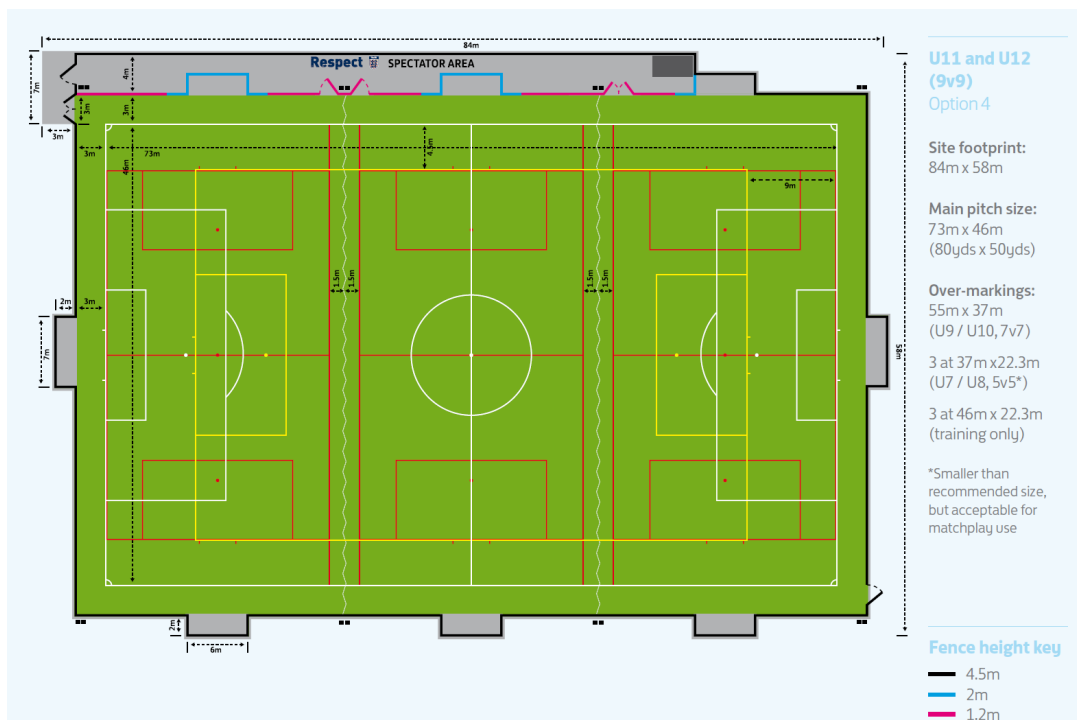 84m
Respect SPECTATOR AREA
4m
7m
3m
3m
3m
3m
73m
46m
4.5m
9m
1.5m
1.5m
1.5m
1.5m
2m
3m
7m
58m
2m
6m
U11 and U12
(9v9)
Option 4
Site footprint:
84m x 58m
Main pitch size:
73m x 46m
(80yds x 50yds)
Over-markings:
55m x 37m
(U9 / U10, 7v7)
3 at 37m x22.3m
(U7 / U8, 5v5*)
3 at 46m x 22.3m
(training only)
*Smaller than
recommended size,
but acceptable for
matchplay use
Fence height key
4.5m
2m
1.2m